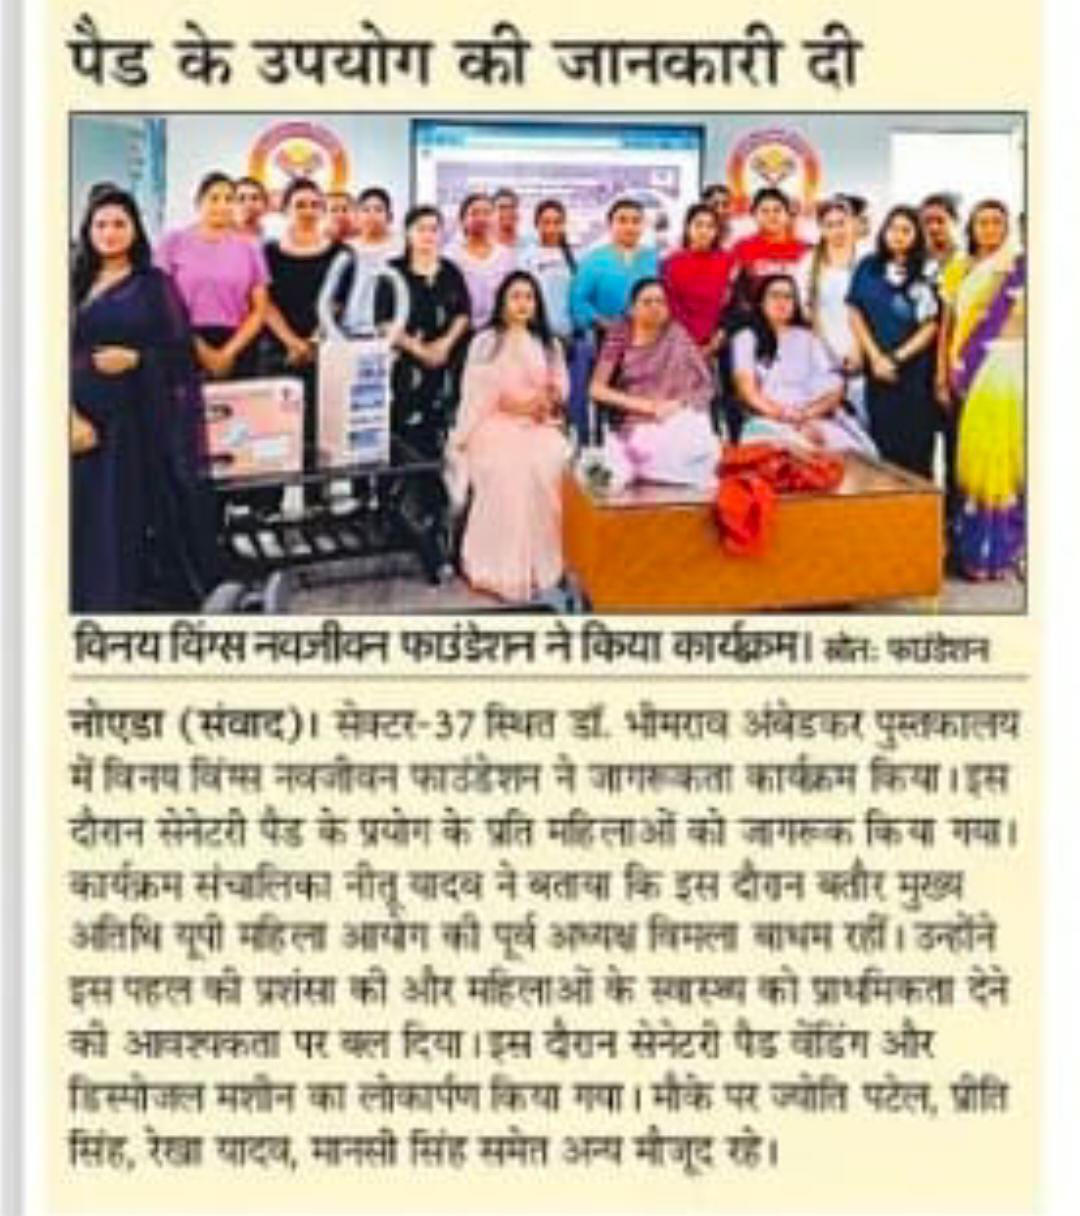 पैड के उपयोग की जानकारी दी
विनय विंग्स नवजीवन फाउंडेशन ने किया कार्यक्रम। स्रोत: फाउंडेशन
नोएडा (संवाद)। सेक्टर-37 स्थित डॉ. भीमराव अंबेडकर पुस्तकालय
में विनय विंग्स नवजीवन फाउंडेशन ने जागरूकता कार्यक्रम किया। इस
दौरान सेनेटरी पैड के प्रयोग के प्रति महिलाओं को जागरूक किया गया।
कार्यक्रम संचालिका नीतू यादव ने बताया कि इस दौरान बतौर मुख्य
अतिथि यूपी महिला आयोग की पूर्व अध्यक्ष विमला बाथम रहीं। उन्होंने
इस पहल की प्रशंसा की और महिलाओं के स्वास्थ्य को प्राथमिकता देने
की आवश्यकता पर बल दिया। इस दौरान सेनेटरी पैड वेंडिंग और
डिस्पोजल मशीन का लोकार्पण किया गया। मौके पर ज्योति पटेल, प्रीति
सिंह, रेखा यादव, मानसी सिंह समेत अन्य मौजूद रहे।